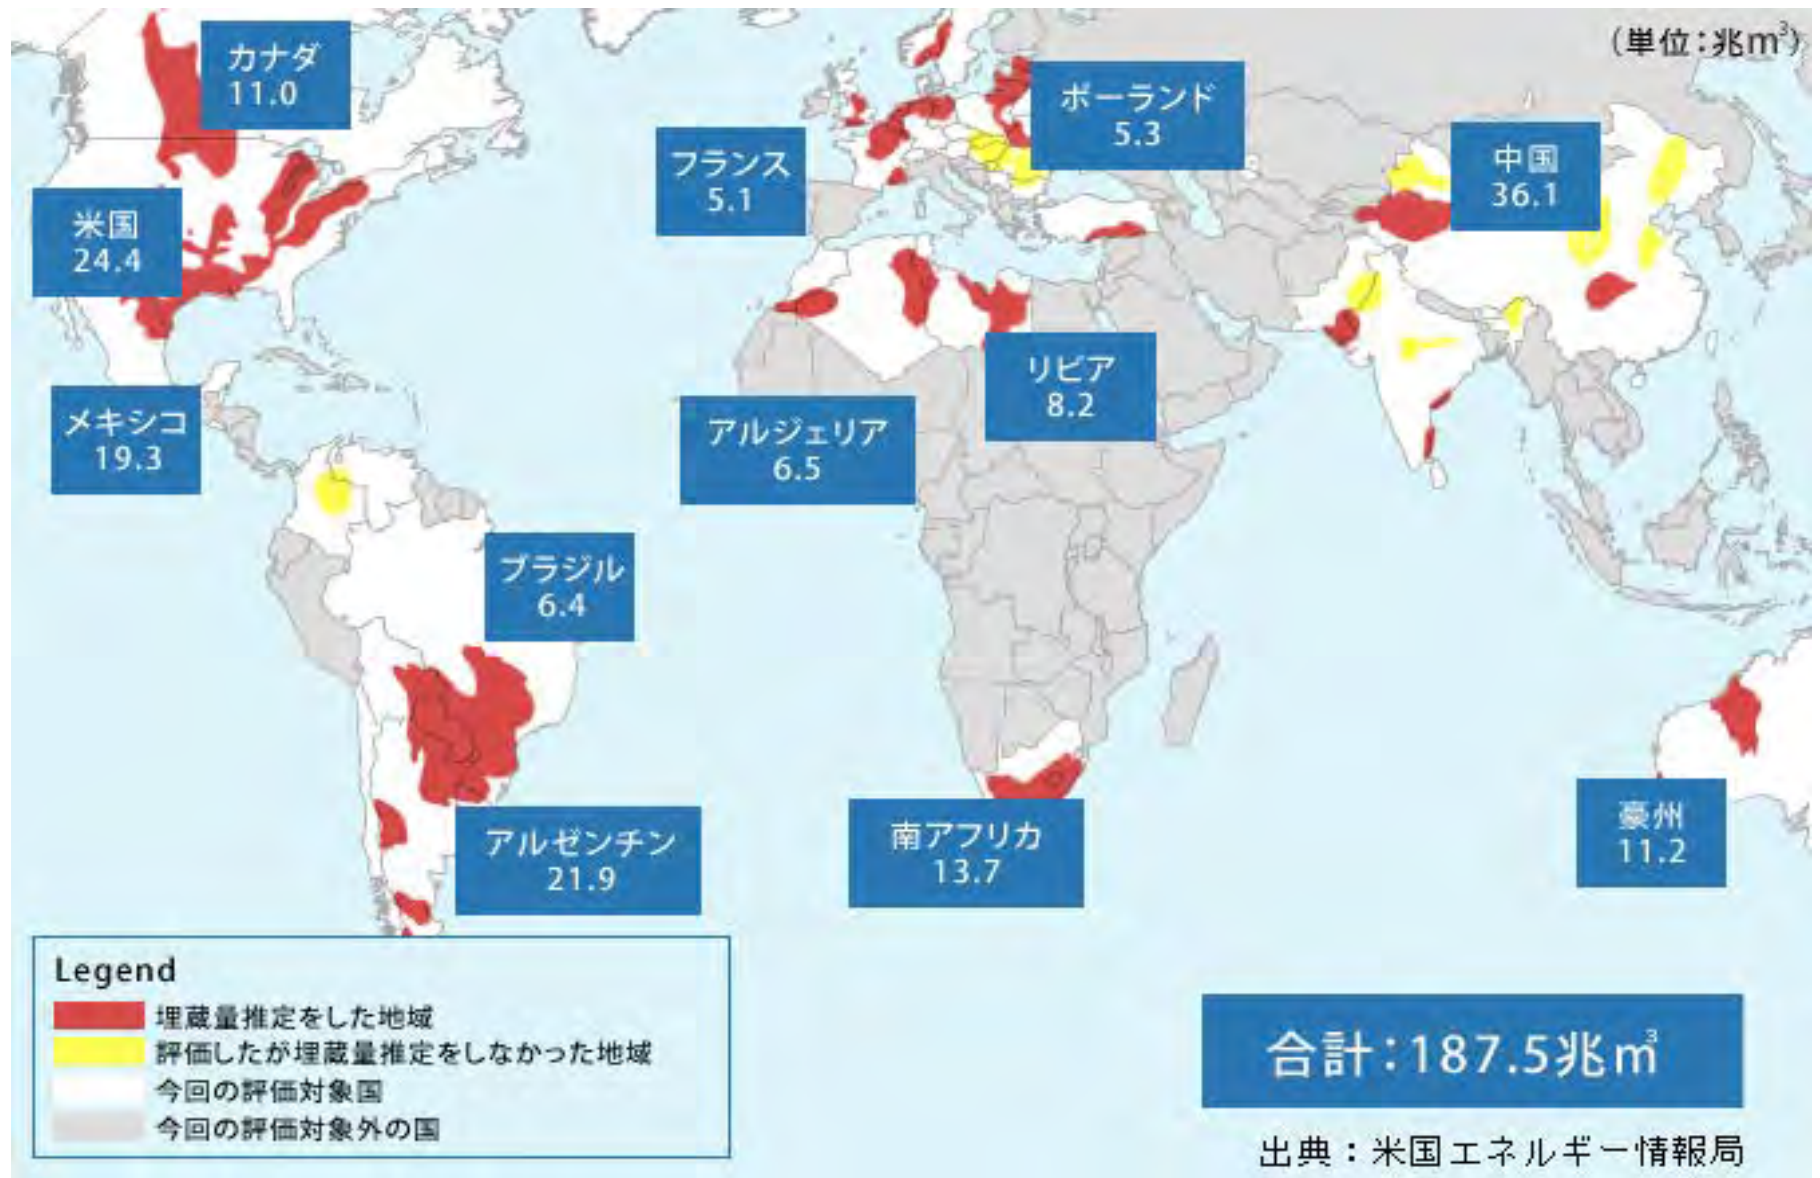 （単位：兆m³）
カナダ
11.0
ポーランド
5.3
中国
36.1
フランス
5.1
米国
24.4
リビア
8.2
メキシコ
19.3
アルジェリア
6.5
ブラジル
6.4
豪州
11.2
アルゼンチン
21.9
南アフリカ
13.7
Legend
埋蔵量推定をした地域
評価したが埋蔵量推定をしなかった地域
今回の評価対象国
今回の評価対象外の国
合計：187.5兆㎥
出典：米国エネルギー情報局